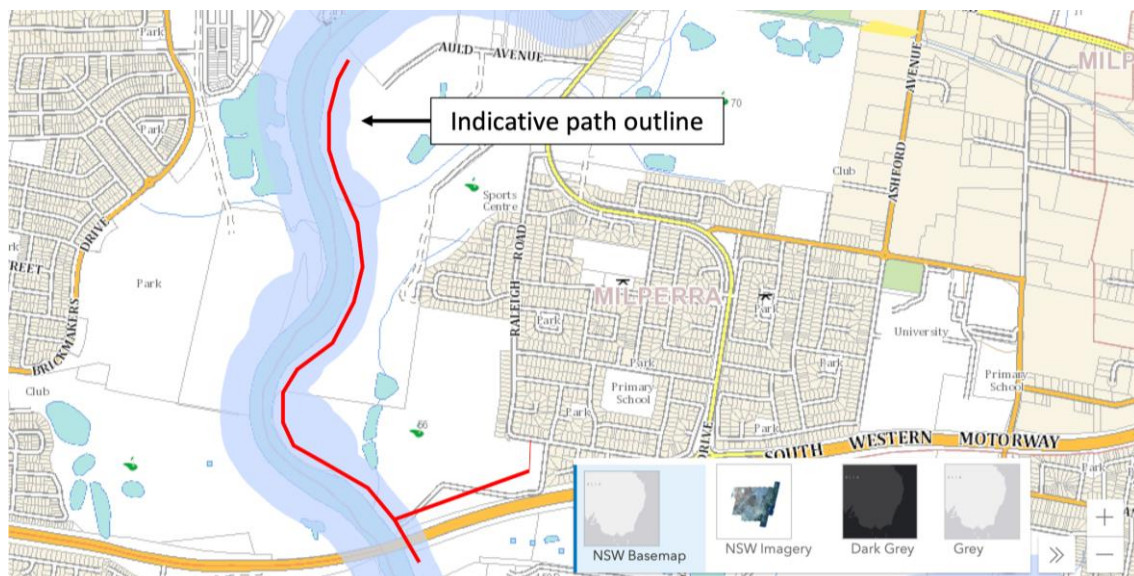 Park
AULD AVENUE
MILP
70
Indicative path outline
Park
Club
ASHFORD
AVENUE
Sports
Centre
DRIVE
STREET
Park
RALEIGH ROAD
MILPERRA
Park
Park
University
BRICKMAKERS
Park
Park
Club
Primary
School
Primary
School
Park
Park
66
DRIVE
SOUTH WESTERN MOTORWAY
Park
NSW Basemap
NSW Imagery
Dark Grey
Grey